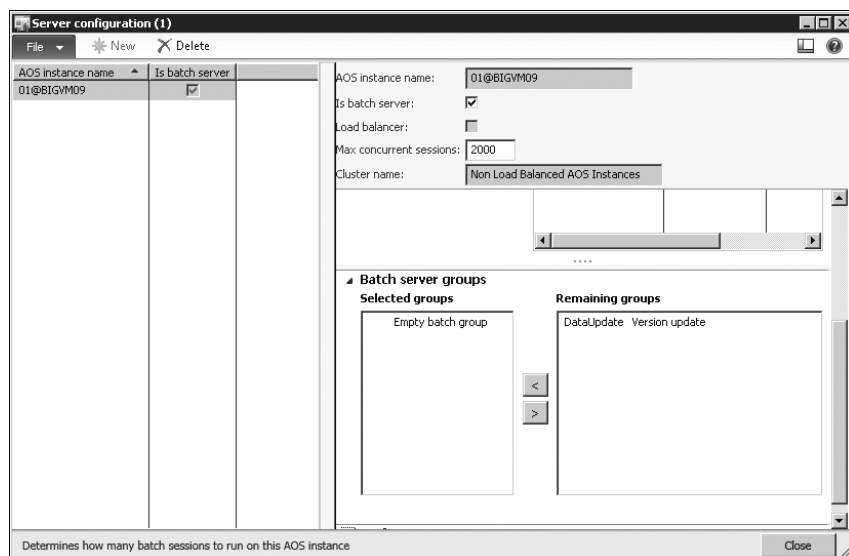 Server configuration (1)
File New Delete
AOS instance name Is batch server
01@BIGVM09
AOS instance name: 01@BIGVM09
Is batch server:
Load balancer:
Max concurrent sessions: 2000
Cluster name: Non Load Balanced AOS Instances
Batch server groups
Selected groups Remaining groups
Empty batch group DataUpdate Version update
<
>
Determines how many batch sessions to run on this AOS instance Close